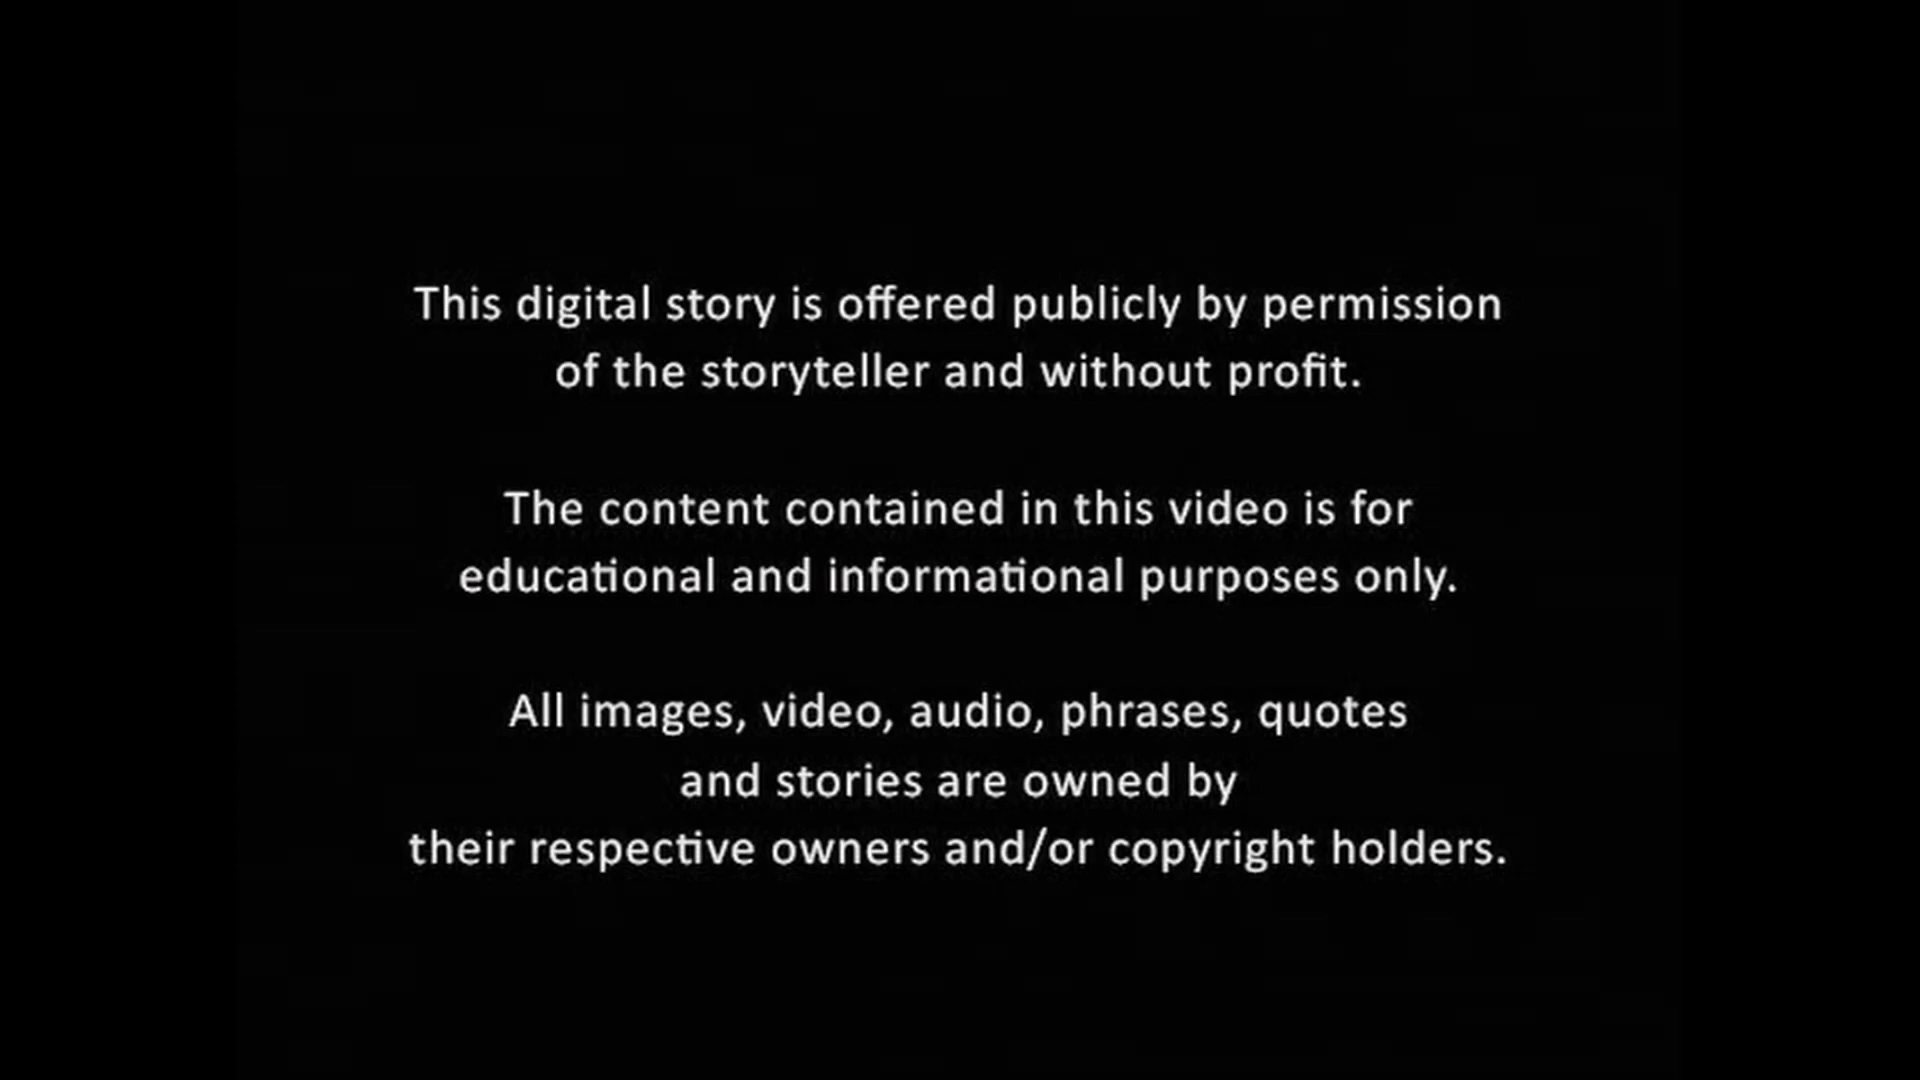 This digital story is offered publicly by permission
of the storyteller and without profit.
The content contained in this video is for
educational and informational purposes only.
All images, video, audio, phrases, quotes
and stories are owned by
their respective owners and/or copyright holders.